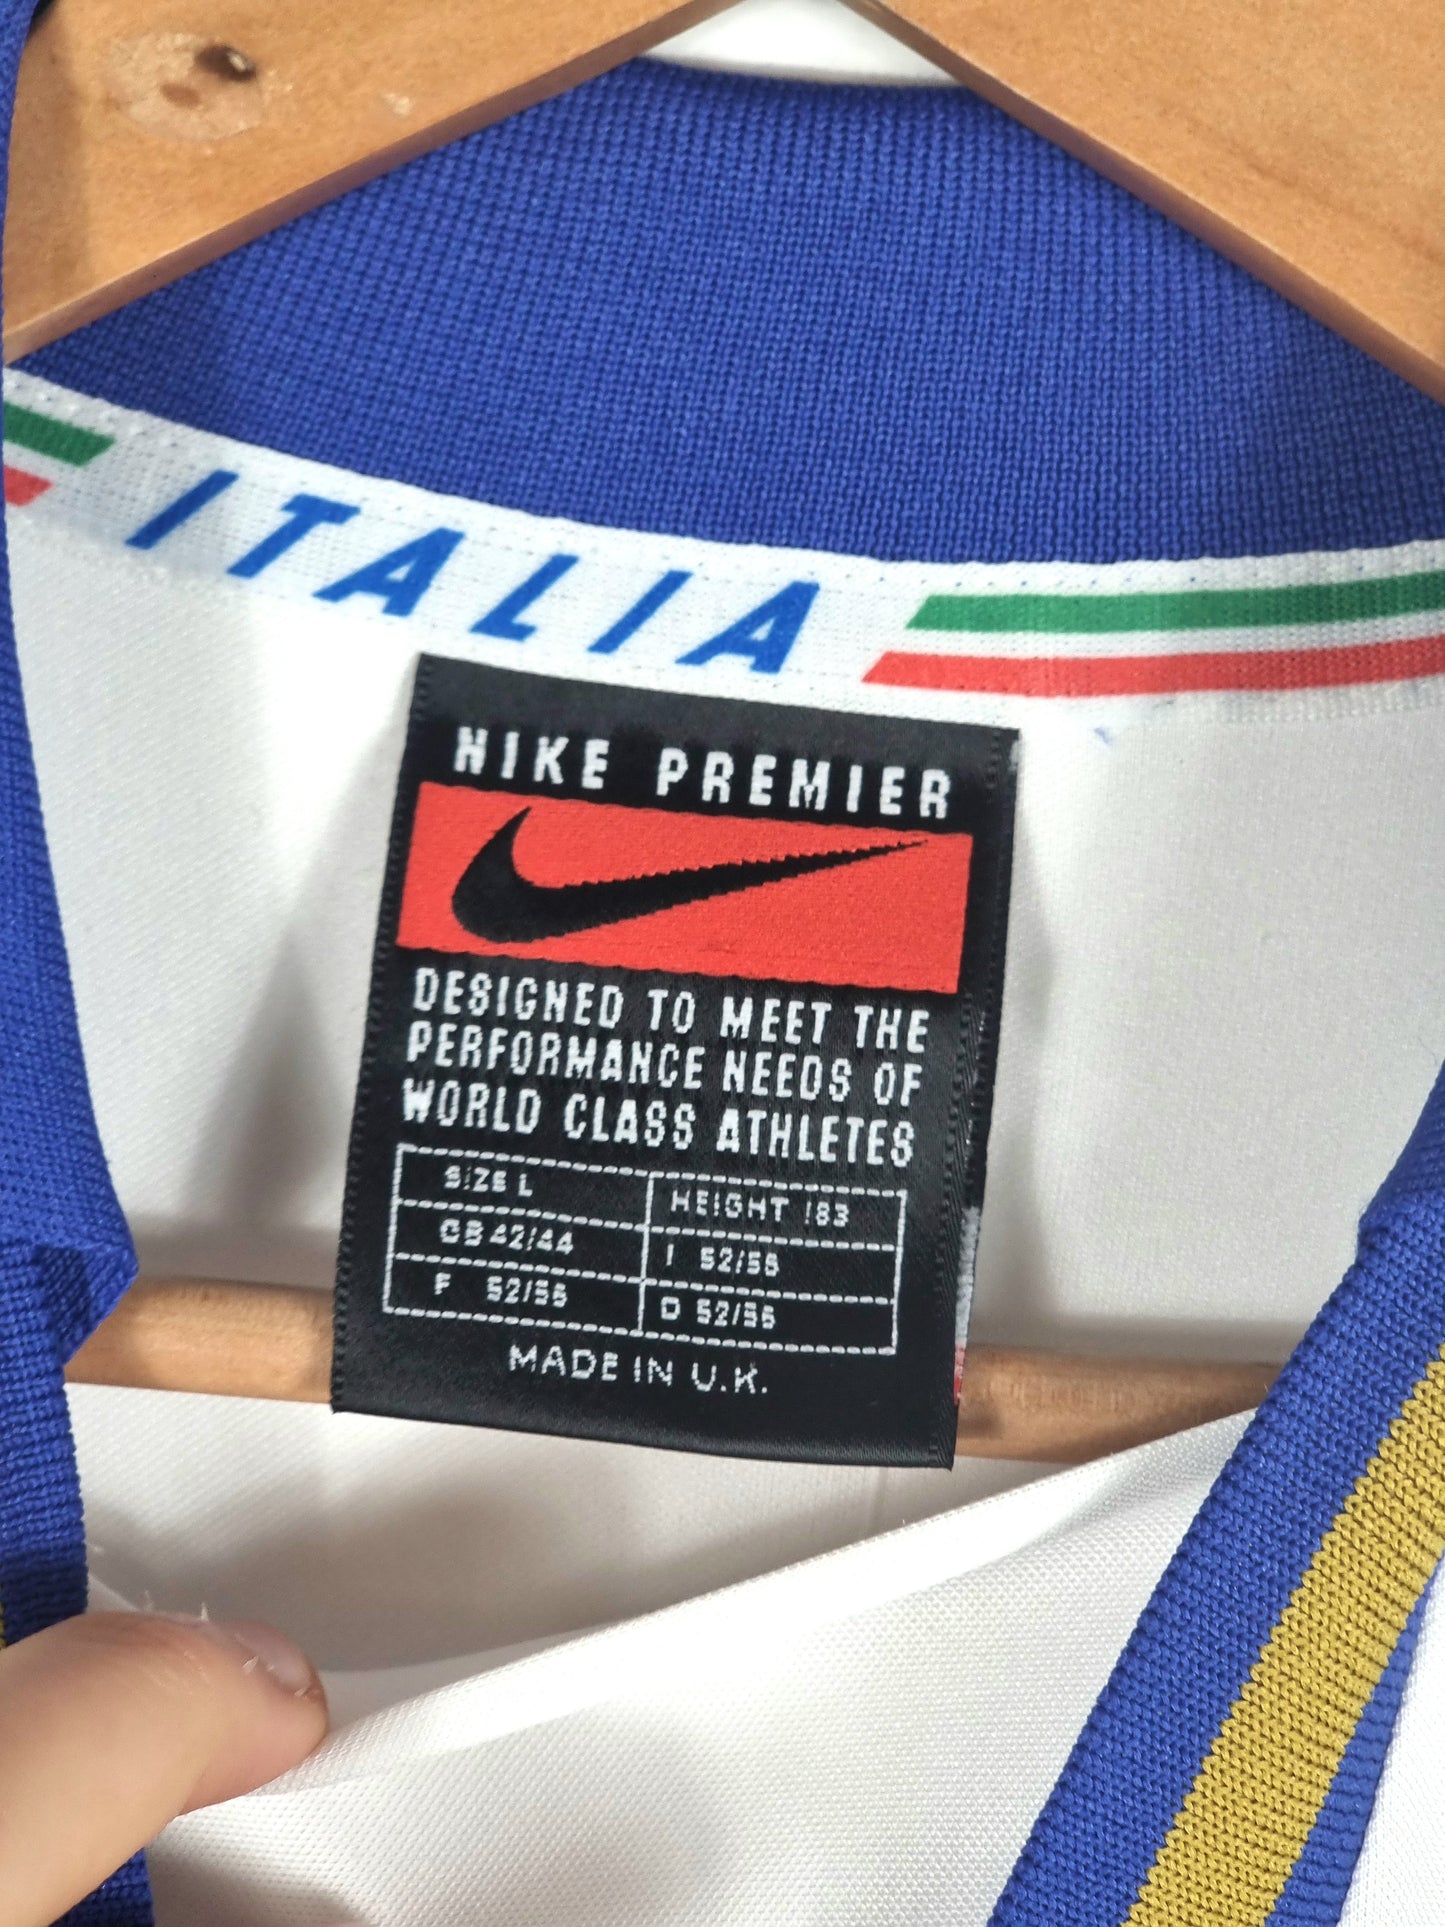 ITALIA
NIKE PREMIER
DESIGNED TO MEET THE
PERFORMANCE NEEDS OF
WORLD CLASS ATHLETES
SIZE L
HEIGHT 183
GB 42/44
I 52/56
F 52/56
D 52/56
MADE IN U.K.